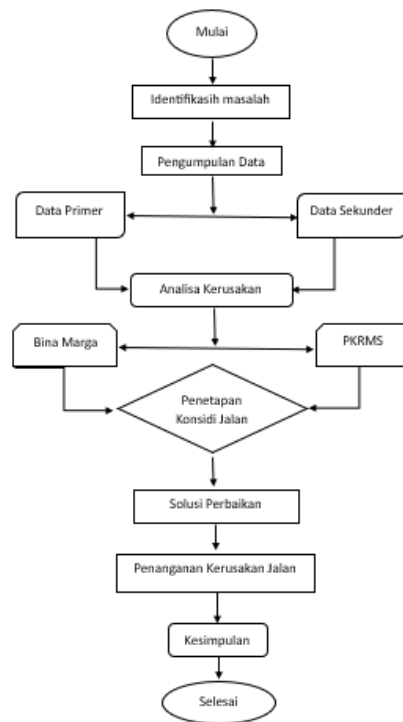 Mulai
Identifikasih masalah
Pengumpulan Data
Data Primer
Data Sekunder
Analisa Kerusakan
Bina Marga
PKRMS
Penetapan
Konsidi Jalan
Solusi Perbaikan
Penanganan Kerusakan Jalan
Kesimpulan
Selesai